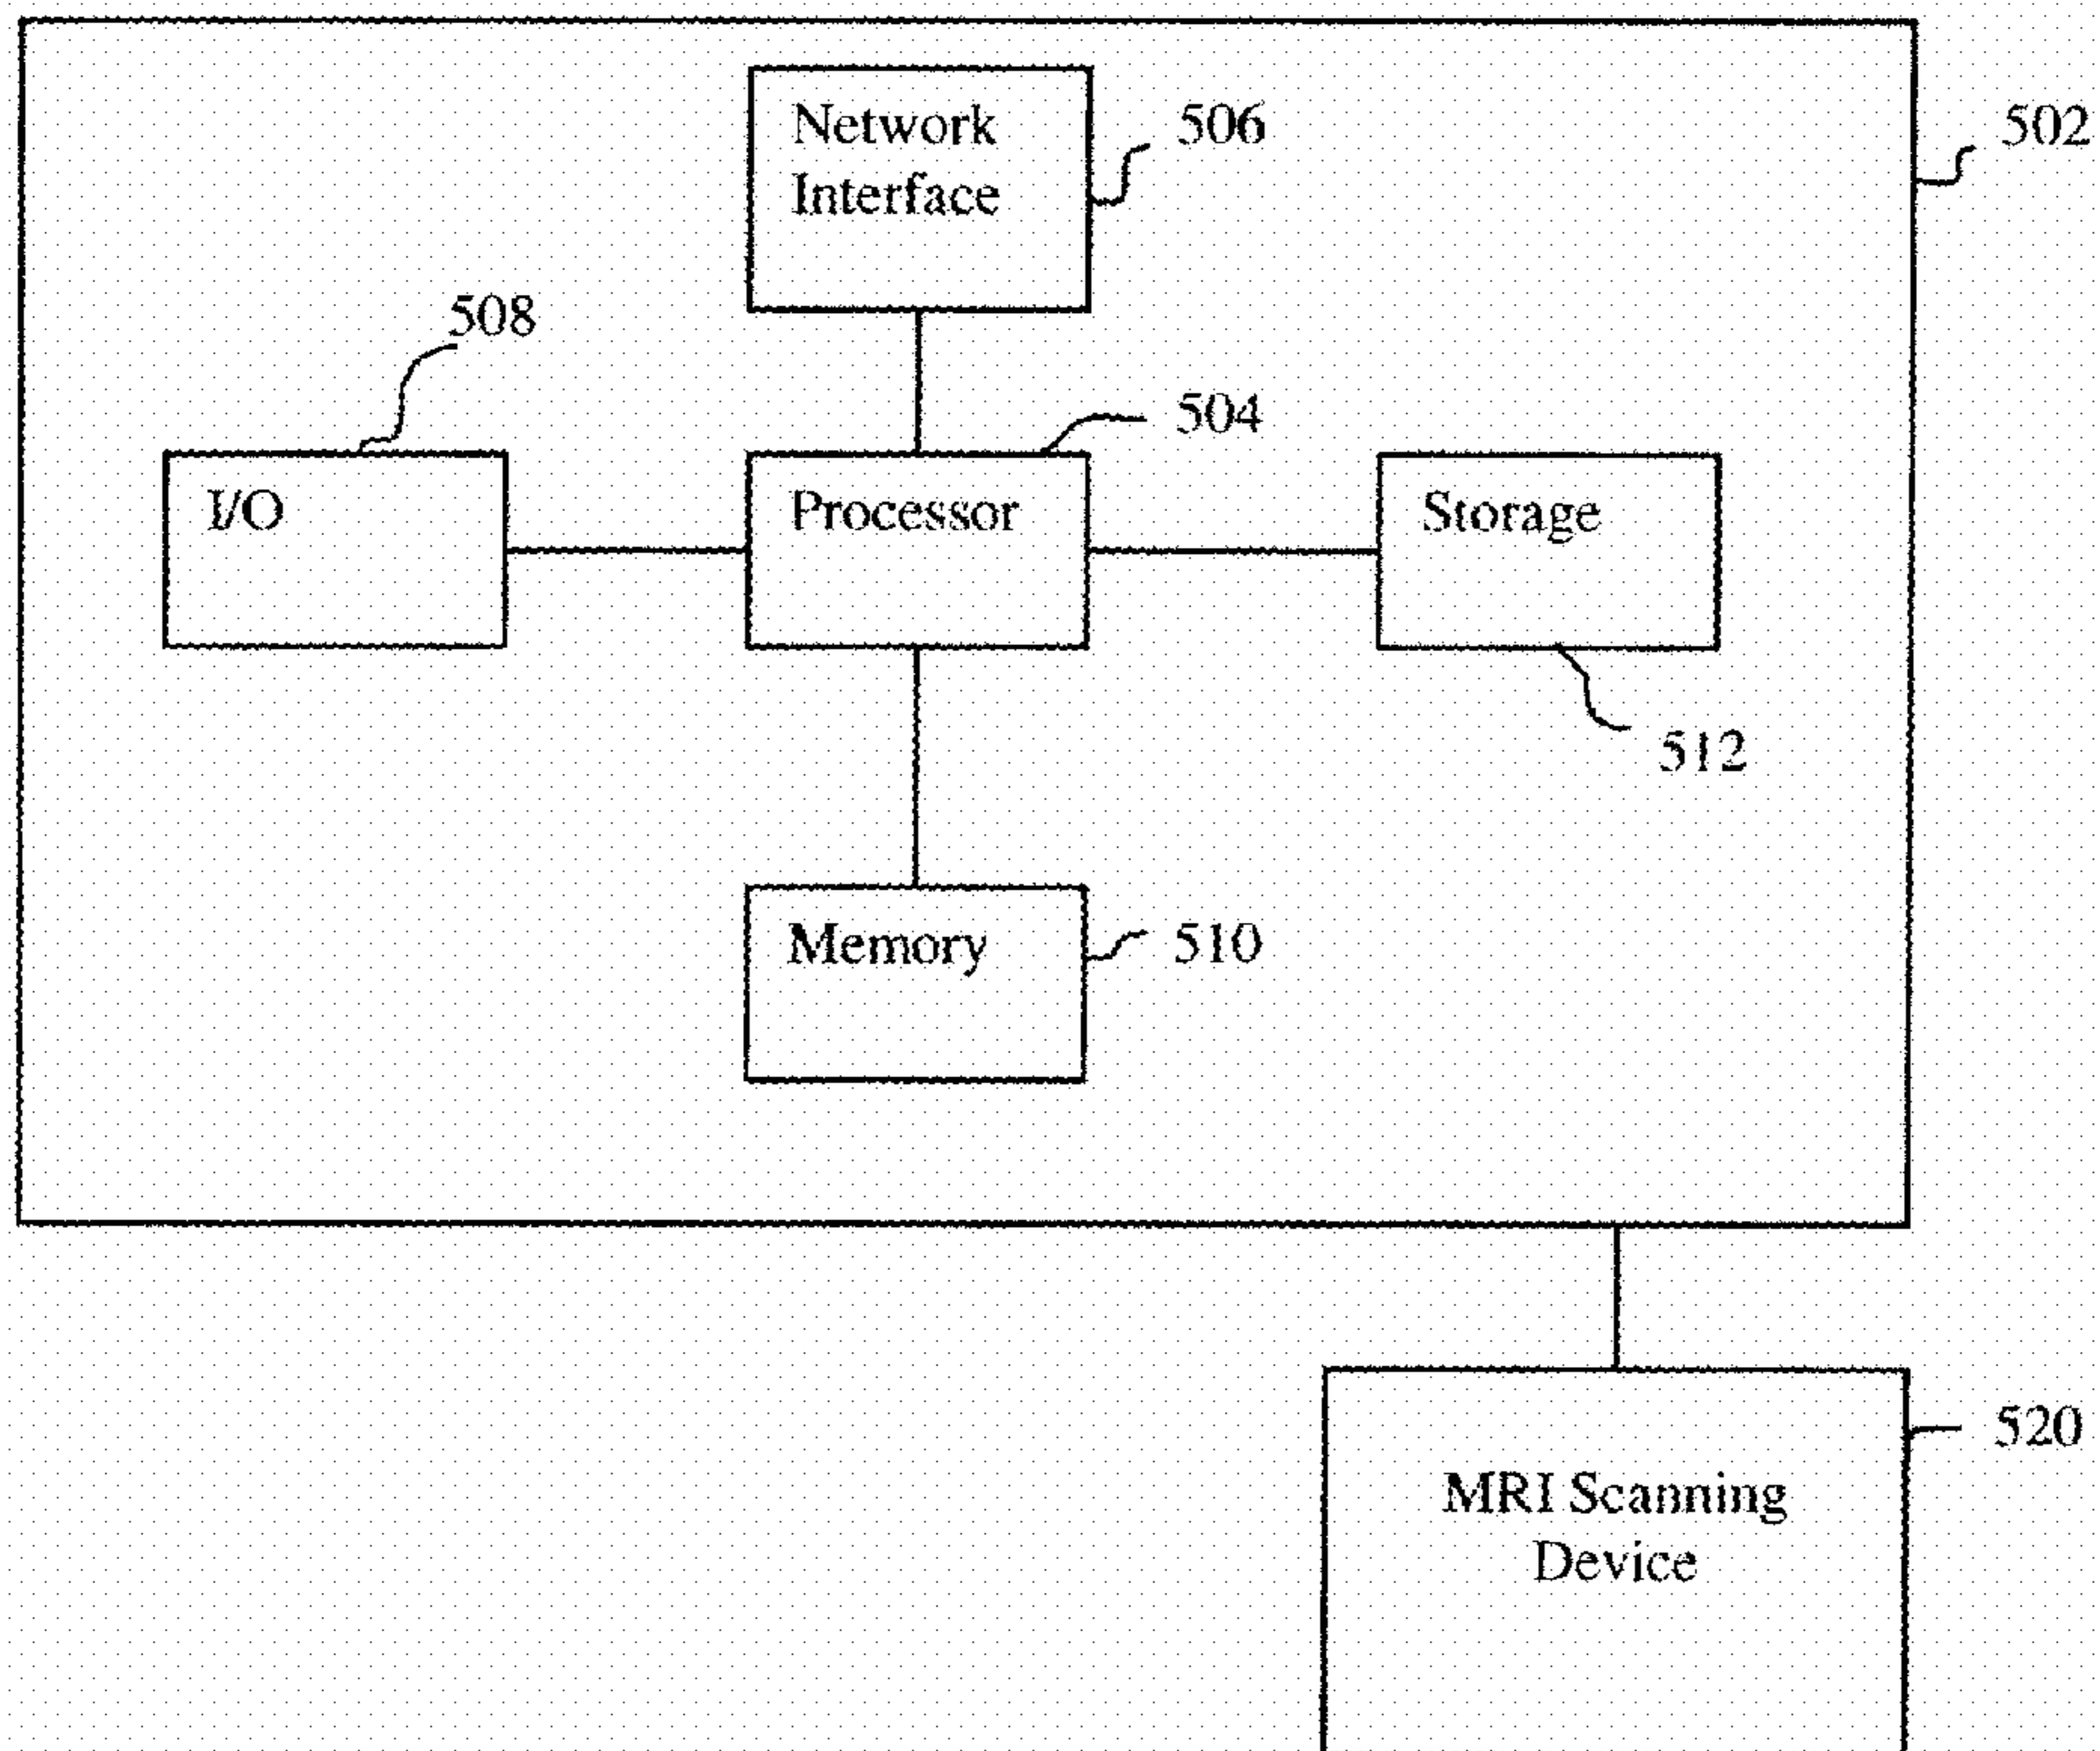 Network
Interface
506
502
508
504
I/O
Processor
Storage
512
Memory
510
520
MRI Scanning
Device